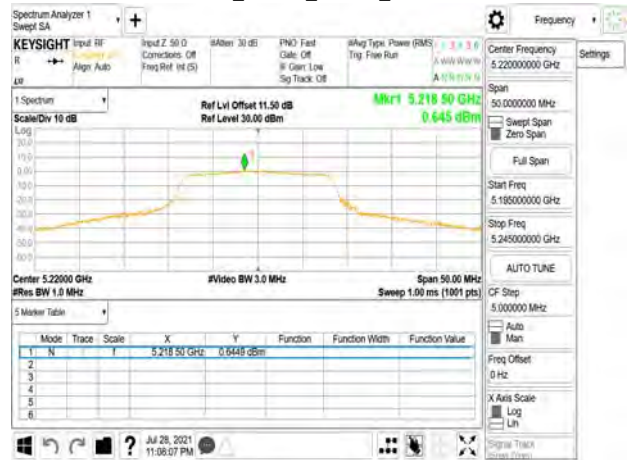 Spectrum Analyzer 1
Swept SA
Frequency
KEYSIGHT
Input: RF
Input Z: 50 Ω
#Atten: 30 dB
PNO: Fast
#Avg Type: Power (RMS)
R
Corrections: Off
Gate: Off
Trig: Free Run
Align: Auto
Freq Ref: Int (S)
IF Gain: Low
Sig Track: Off
Center Frequency
5.220000000 GHz
Settings
Span
50.0000000 MHz
Swept Span
Zero Span
Full Span
Start Freq
5.195000000 GHz
Stop Freq
5.245000000 GHz
AUTO TUNE
CF Step
5.000000 MHz
Auto
Man
Freq Offset
0 Hz
X Axis Scale
Log
Lin
Signal Track
1 Spectrum
Ref Lvl Offset 11.50 dB
Mkr1 5.218 50 GHz
Scale/Div 10 dB
Ref Level 30.00 dBm
0.645 dBm
Log
Center 5.22000 GHz
#Video BW 3.0 MHz
Span 50.00 MHz
#Res BW 1.0 MHz
Sweep 1.00 ms (1001 pts)
5 Marker Table
Mode Trace Scale X Y Function Function Width Function Value
1 N f 5.218 50 GHz 0.6449 dBm
2
3
4
5
6
Jul 28, 2021
11:08:07 PM